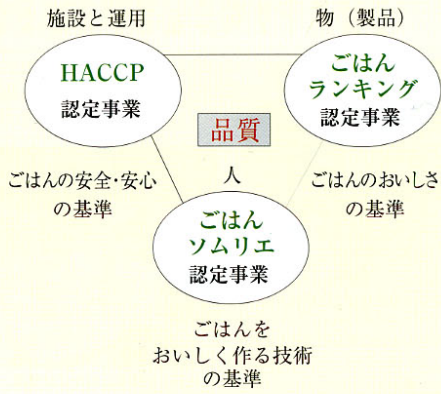 施設と運用
物（製品）
HACCP
認定事業
ごはん
ランキング
認定事業
品質
ごはんの安全・安心
の基準
人
ごはんのおいしさ
の基準
ごはん
ソムリエ
認定事業
ごはんを
おいしく作る技術
の基準